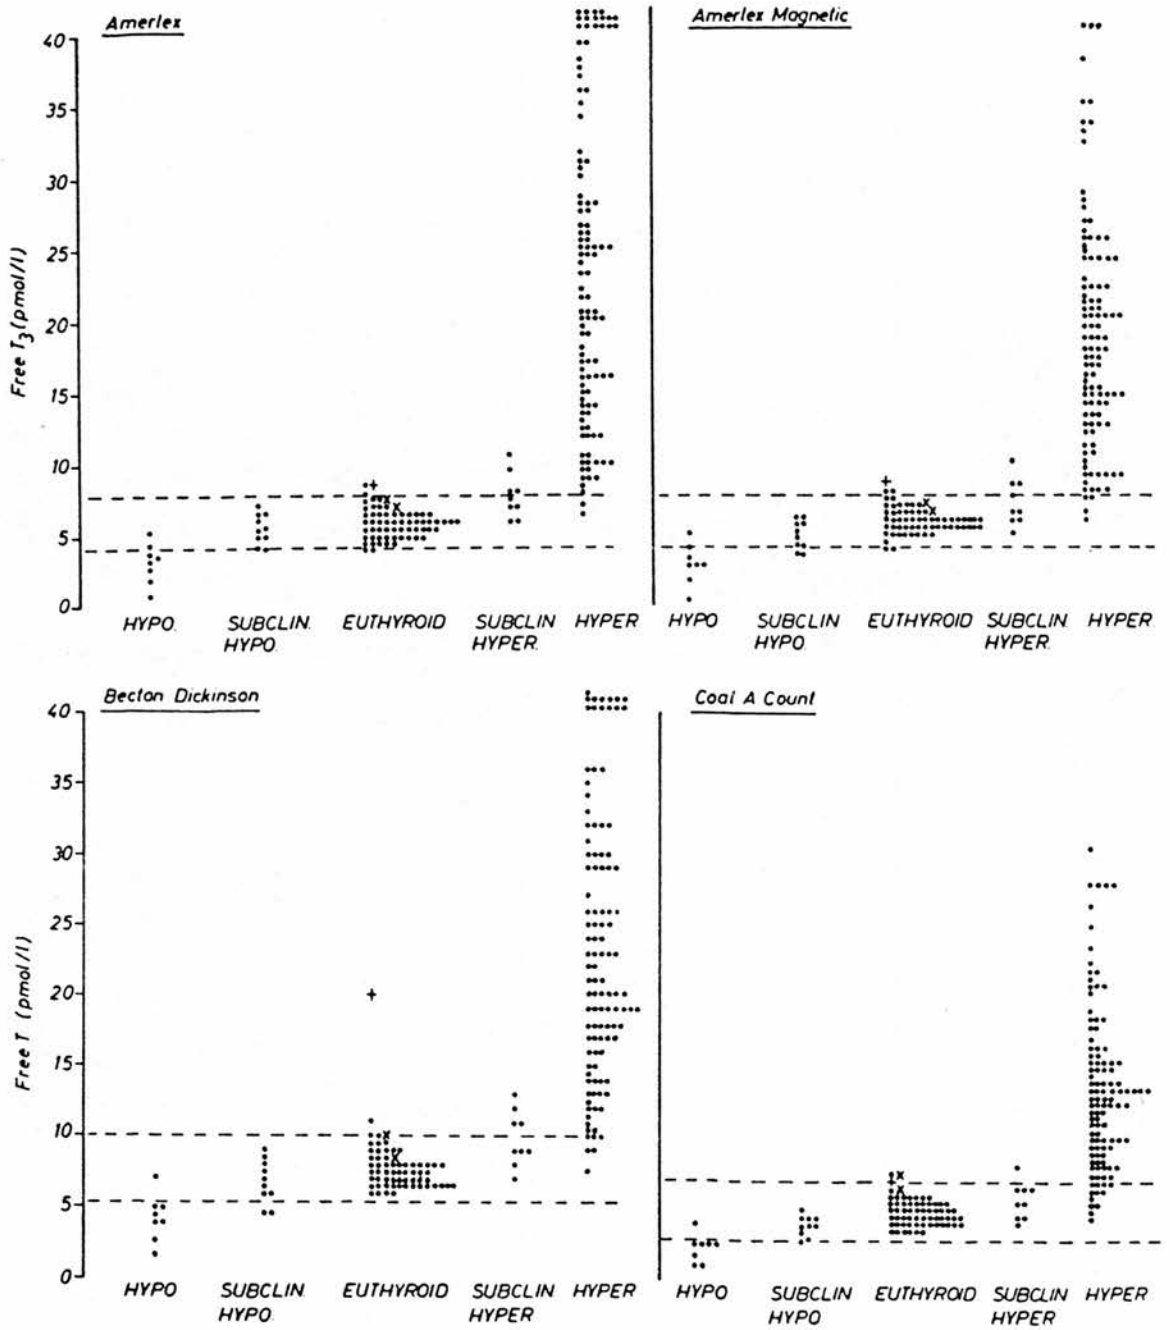 Amerlex
Amerlex Magnetic
40
35
30
25
20
15
10
5
0
Free T3 (pmol/l)
HYPO.
SUBCLIN.
HYPO.
EUTHYROID
SUBCLIN
HYPER.
HYPER
HYPO
SUBCLIN
HYPO.
EUTHYROID
SUBCLIN.
HYPER.
HYPER
Becton Dickinson
Coal A Count
40
35
30
25
20
15
10
5
0
Free T (pmol/l)
HYPO
SUBCLIN.
HYPO.
EUTHYROID
SUBCLIN
HYPER
HYPER
HYPO
SUBCLIN
HYPO.
EUTHYROID
SUBCLIN
HYPER
HYPER